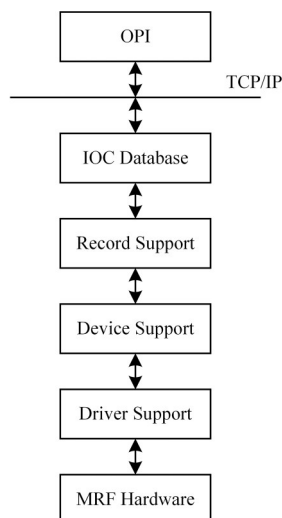 OPI
TCP/IP
IOC Database
Record Support
Device Support
Driver Support
MRF Hardware